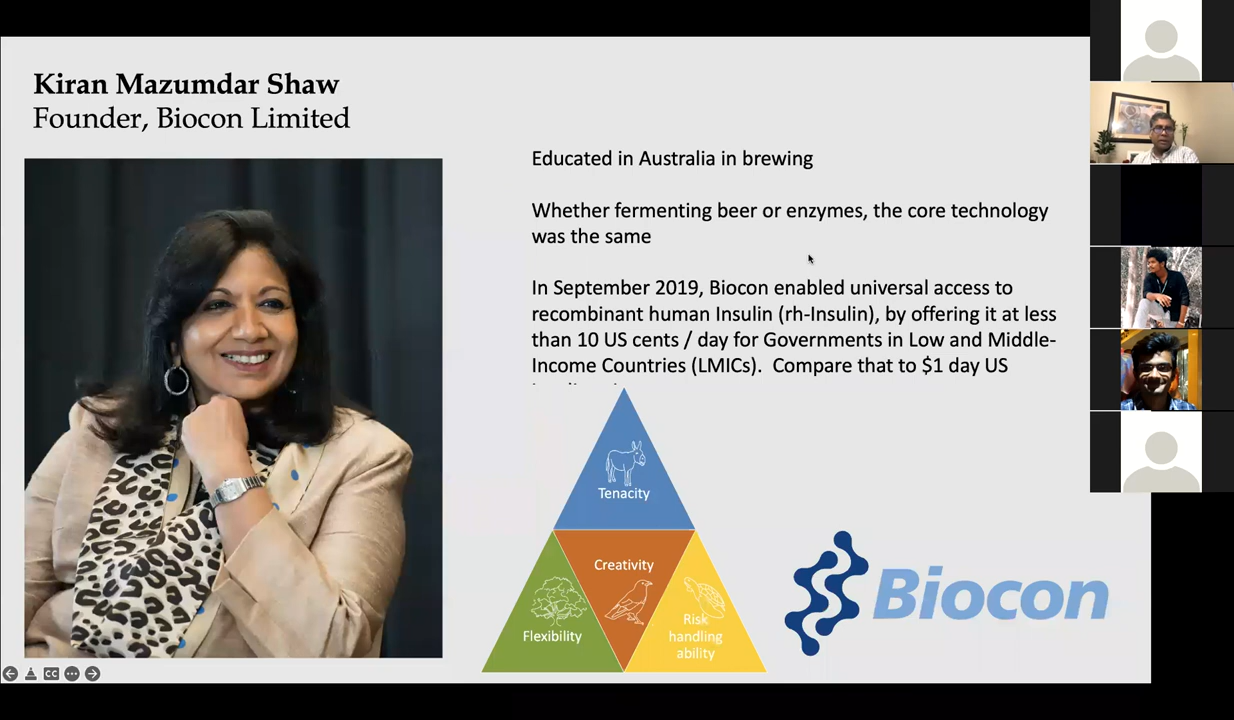 Kiran Mazumdar Shaw
Founder, Biocon Limited
Educated in Australia in brewing
Whether fermenting beer or enzymes, the core technology
was the same
In September 2019, Biocon enabled universal access to
recombinant human Insulin (rh-Insulin), by offering it at less
than 10 US cents / day for Governments in Low and Middle-
Income Countries (LMICs).  Compare that to $1 day US
Tenacity
Creativity
Flexibility
Risk
handling
ability
Biocon
CC